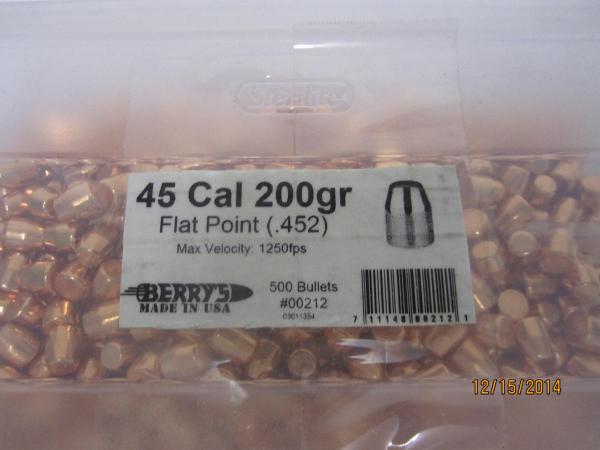 Sterilite
45 Cal 200gr
Flat Point (.452)
Max Velocity: 1250fps
BERRY'S
MADE IN USA
500 Bullets
#00212
03011354
7 11148 00212 1
12/15/2014